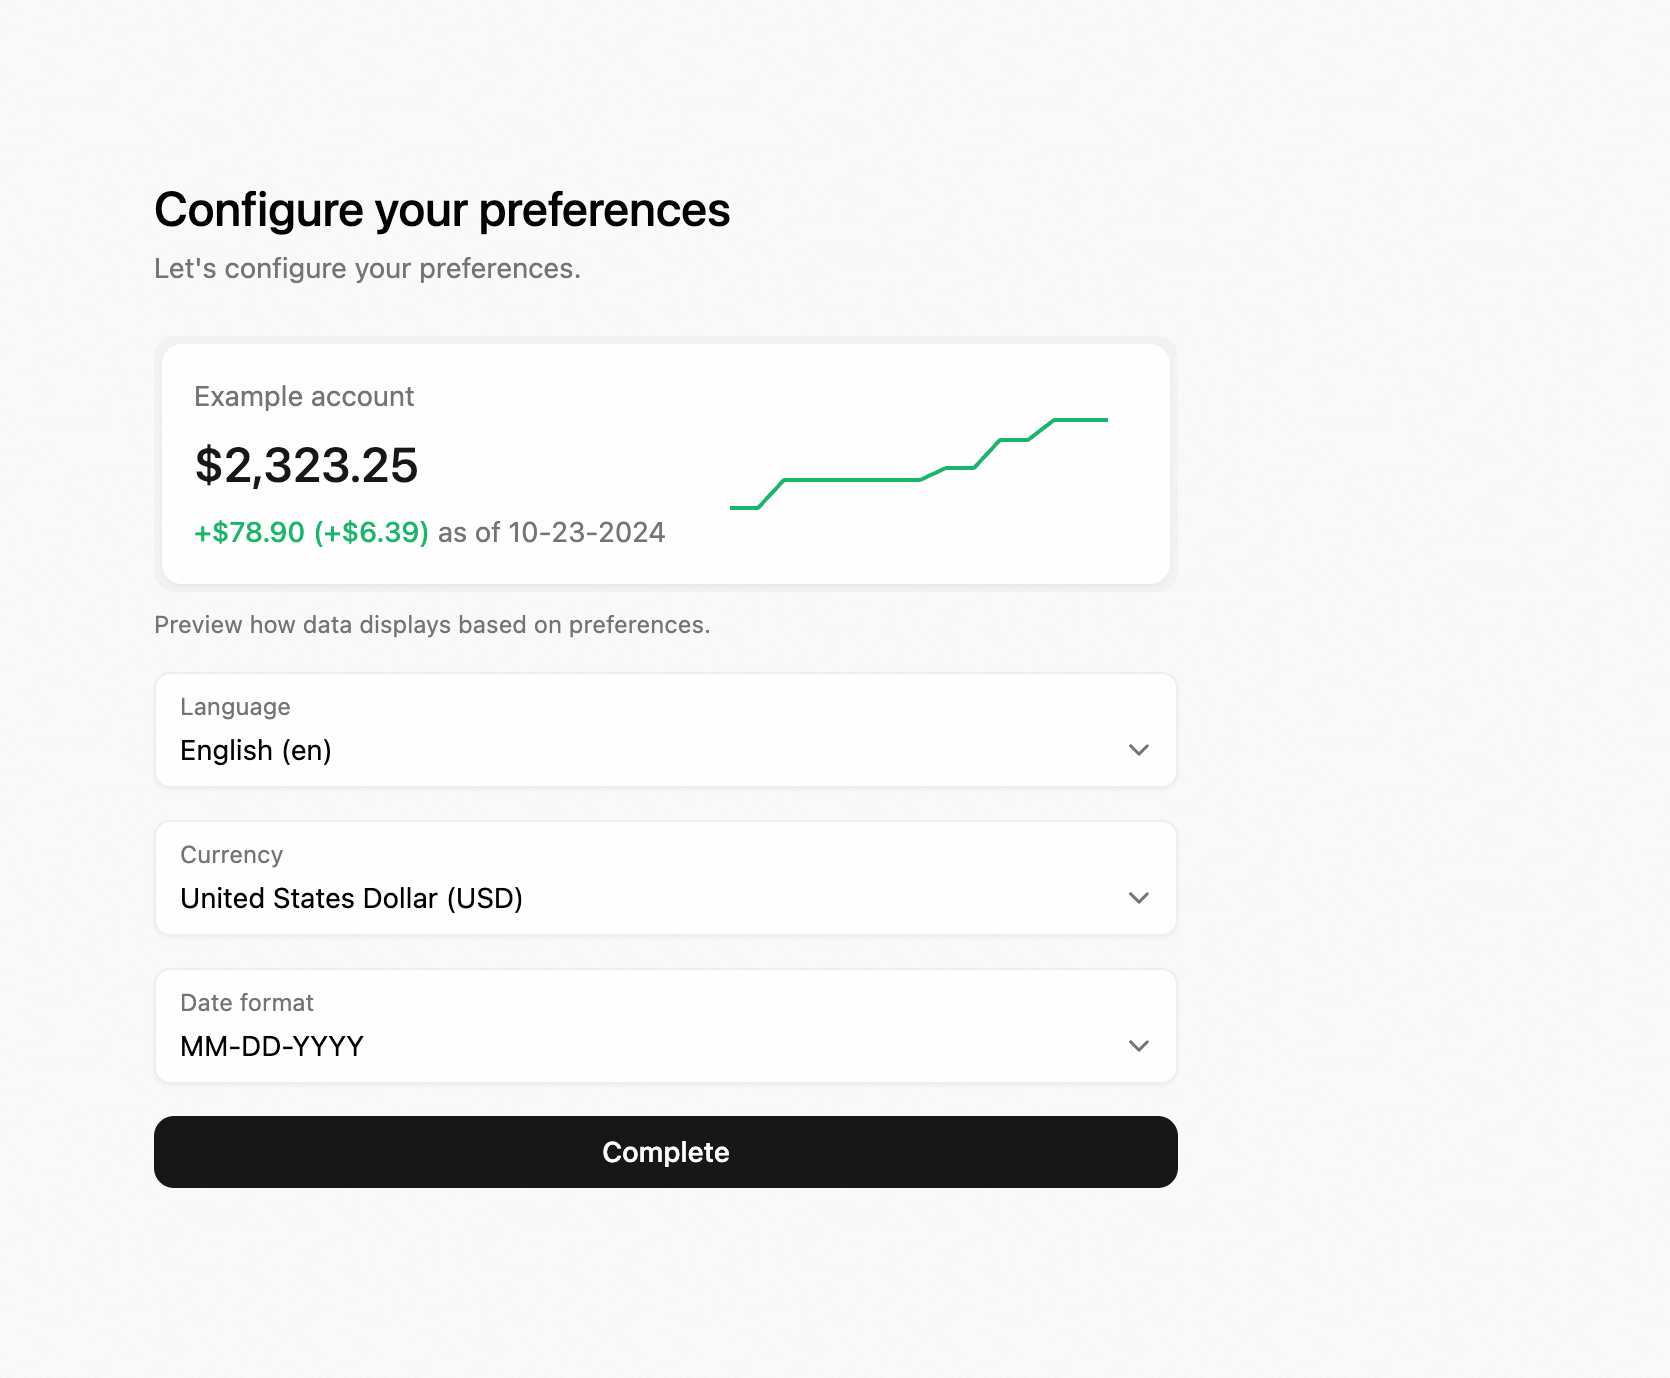 Configure your preferences
Let's configure your preferences.
Example account
$2,323.25
+$78.90 (+$6.39) as of 10-23-2024
Preview how data displays based on preferences.
Language
English (en)
Currency
United States Dollar (USD)
Date format
MM-DD-YYYY
Complete